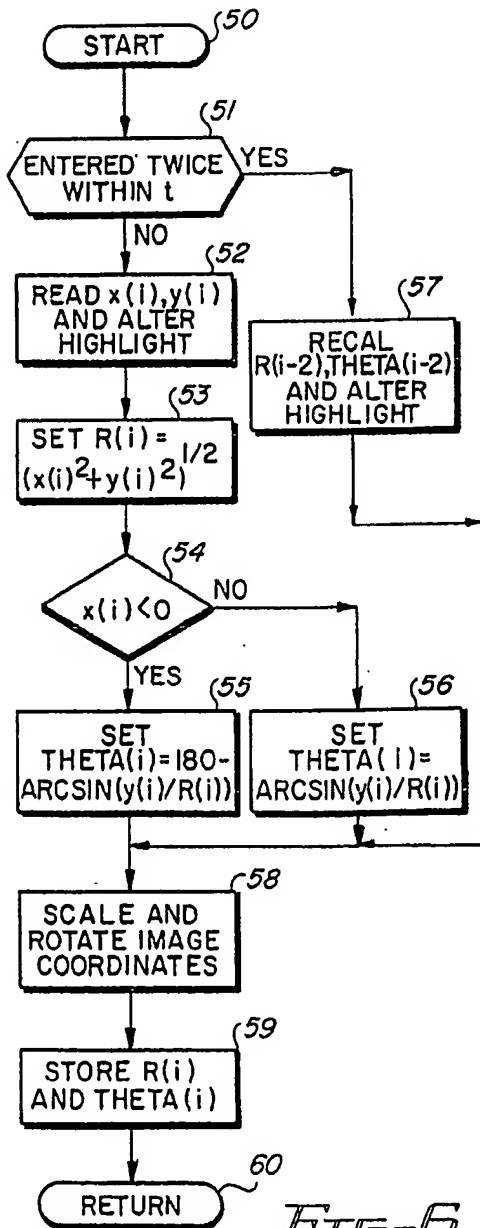 50
START
51
ENTERED TWICE
WITHIN t
YES
NO
52
READ x(i),y(i)
AND ALTER
HIGHLIGHT
57
RECAL
R(i-2),THETA(i-2)
AND ALTER
HIGHLIGHT
53
SET R(i)=
(x(i)²+y(i)²)^1/2
54
x(i)<0
NO
YES
55
SET
THETA(i)=180-
ARCSIN(y(i)/R(i))
56
SET
THETA(i)=
ARCSIN(y(i)/R(i))
58
SCALE AND
ROTATE IMAGE
COORDINATES
59
STORE R(i)
AND THETA(i)
60
RETURN